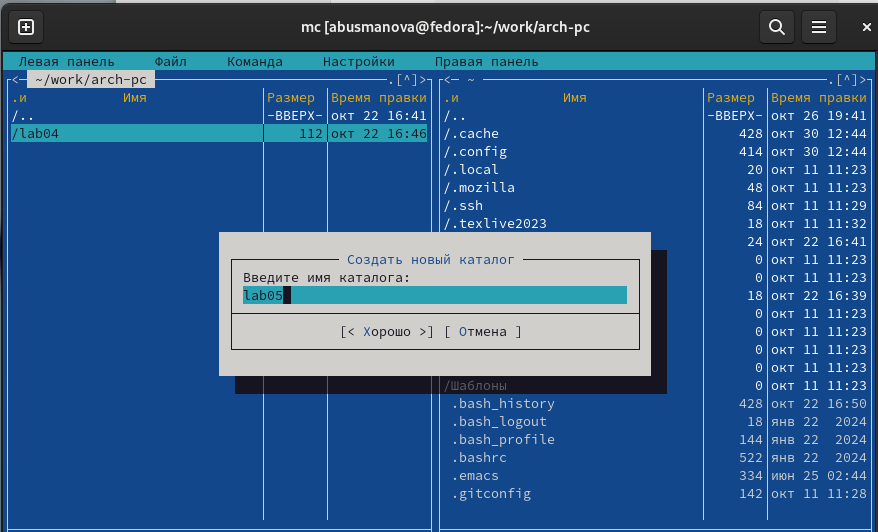 mc [abusmanova@fedora]:~/work/arch-pc
Левая панель Файл Команда Настройки Правая панель
<─ ~/work/arch-pc .[^]>
.и Имя Размер Время правки
/.. -ВВЕРХ- окт 22 16:41
/lab04 112 окт 22 16:46
<─ ~ .[^]>
.и Имя Размер Время правки
/.. -ВВЕРХ- окт 26 19:41
/.cache 428 окт 30 12:44
/.config 414 окт 30 12:44
/.local 20 окт 11 11:23
/.mozilla 48 окт 11 11:23
/.ssh 84 окт 11 11:29
/.texlive2023 18 окт 11 11:32
24 окт 22 16:41
0 окт 11 11:23
0 окт 11 11:23
18 окт 22 16:39
0 окт 11 11:23
0 окт 11 11:23
0 окт 11 11:23
0 окт 11 11:23
/Шаблоны 0 окт 11 11:23
.bash_history 428 окт 22 16:50
.bash_logout 18 янв 22 2024
.bash_profile 144 янв 22 2024
.bashrc 522 янв 22 2024
.emacs 334 июн 25 02:44
.gitconfig 142 окт 11 11:28
Создать новый каталог
Введите имя каталога:
lab05
[< Хорошо >] [ Отмена ]